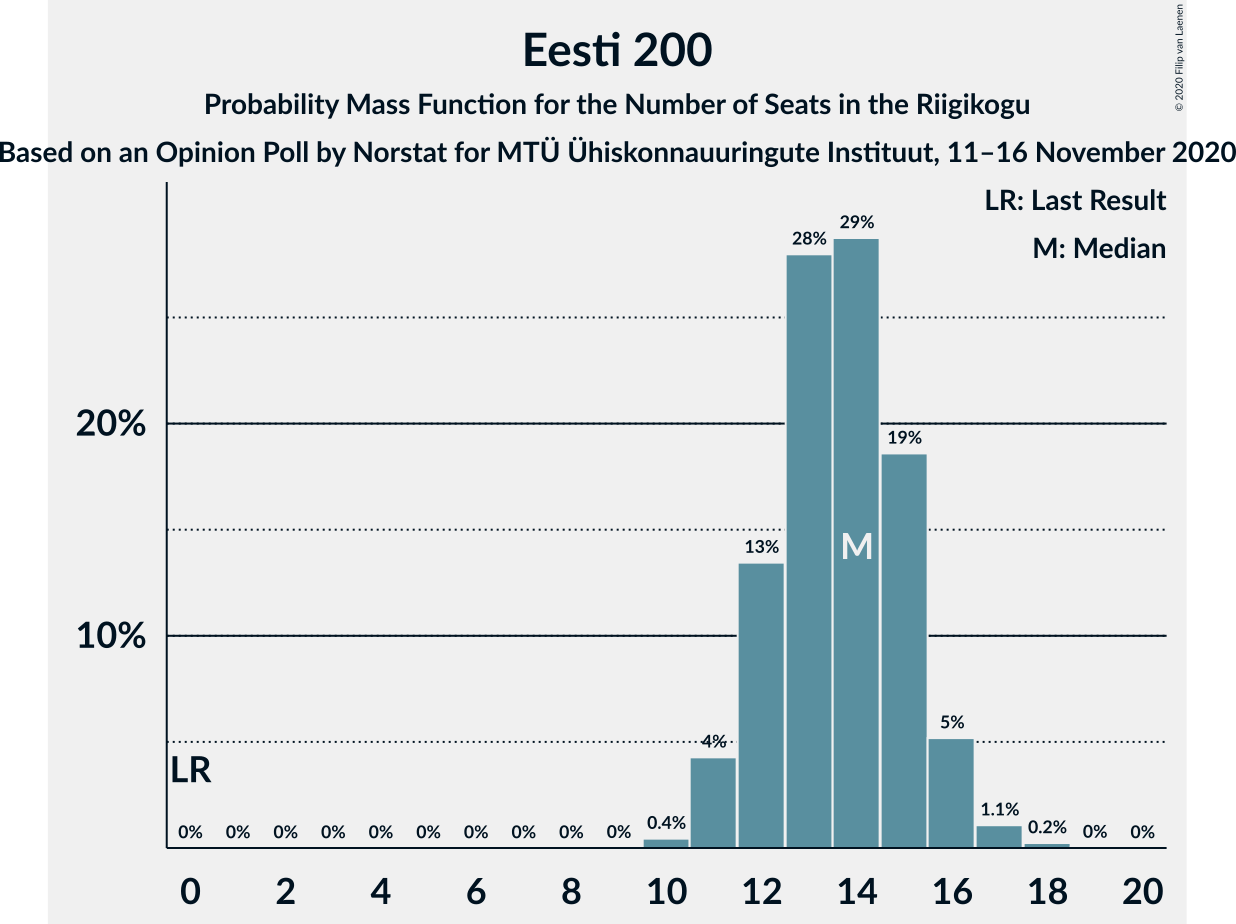 Eesti 200
Probability Mass Function for the Number of Seats in the Riigikogu
Based on an Opinion Poll by Norstat for MTÜ Ühiskonnauuringute Instituut, 11–16 November 2020
© 2020 Filip van Laenen
LR: Last Result
M: Median
29%
28%
20%
19%
M
13%
10%
5%
4%
LR
0% 0% 0% 0% 0% 0% 0% 0% 0% 0% 0.4% 1.1% 0.2% 0% 0%
0 2 4 6 8 10 12 14 16 18 20